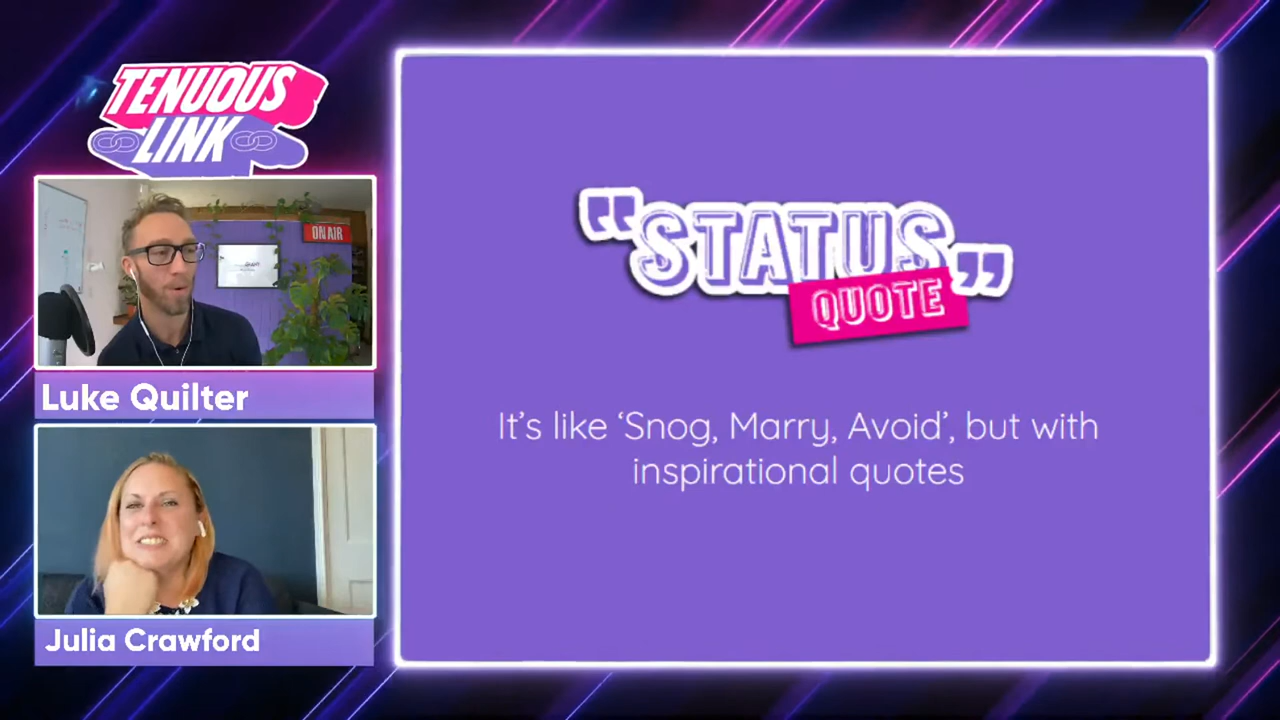 TENUOUS
LINK
ON AIR
Luke Quilter
Julia Crawford
“STATUS”
QUOTE
It’s like ‘Snog, Marry, Avoid’, but with
inspirational quotes